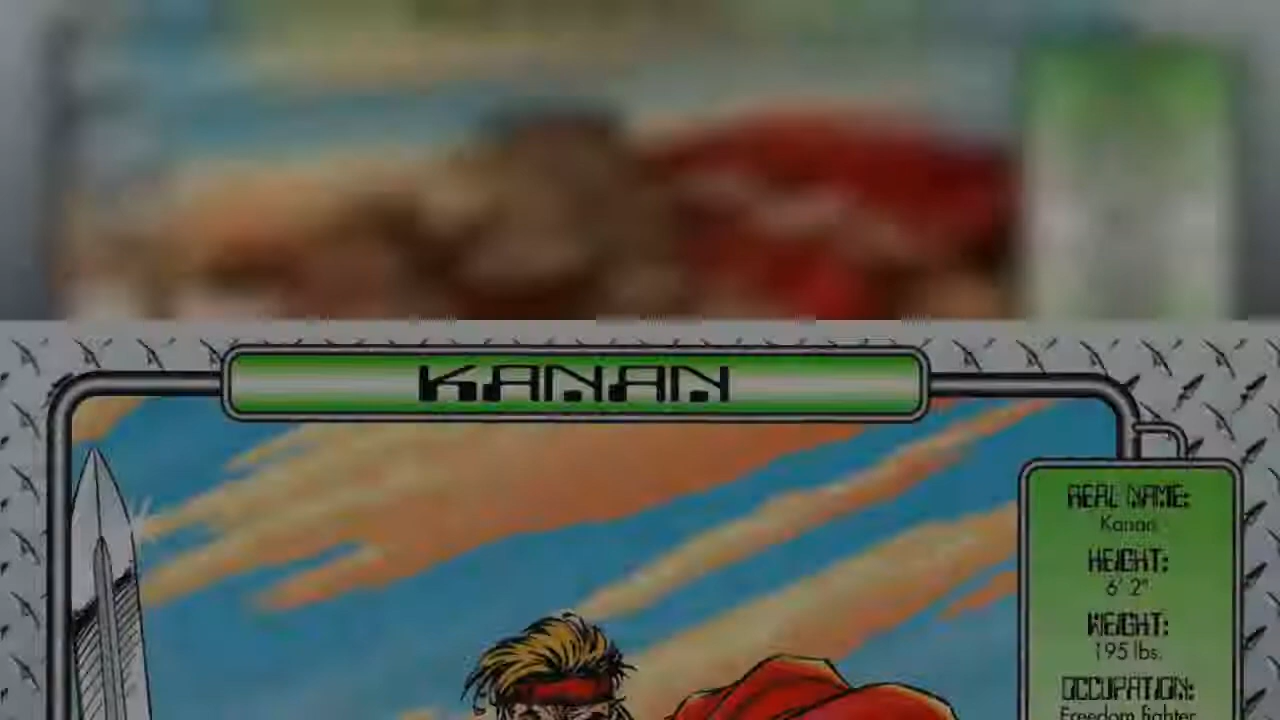 KANAN
REAL NAME:
Kanan
HEIGHT:
6' 2"
WEIGHT:
195 lbs.
OCCUPATION:
Freedom fighter